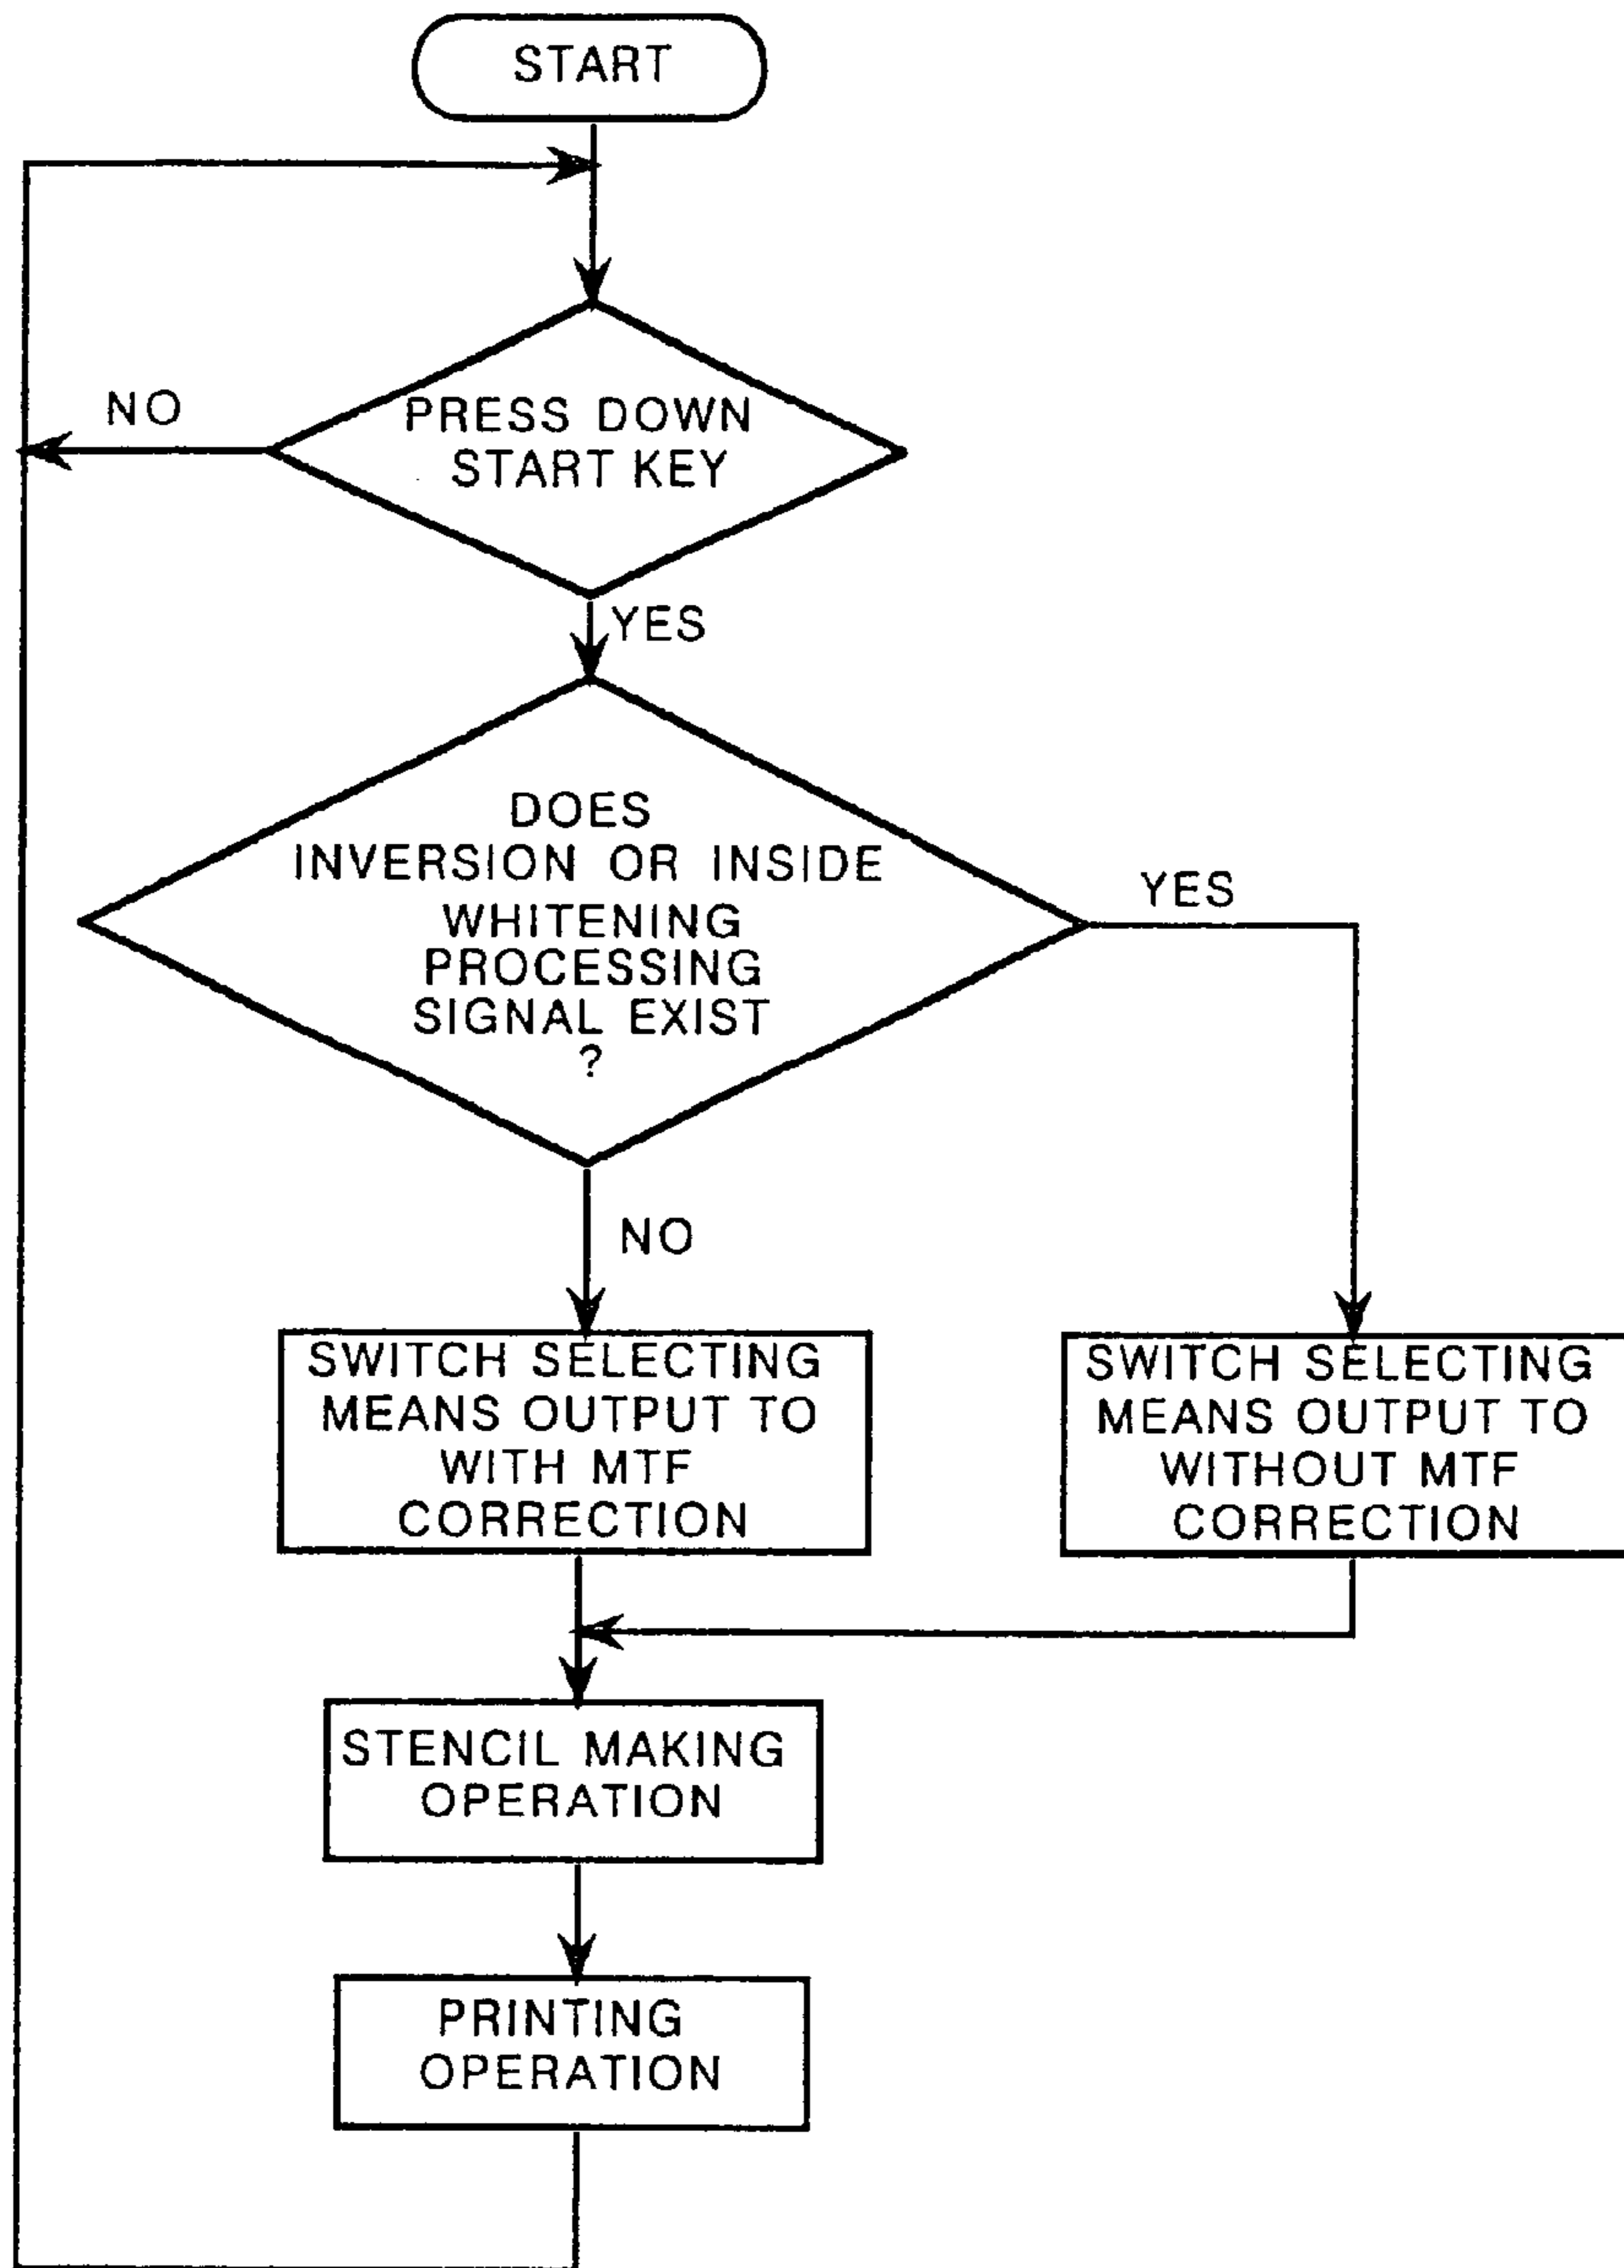 START
NO
PRESS DOWN
START KEY
YES
DOES
INVERSION OR INSIDE
WHITENING
PROCESSING
SIGNAL EXIST
?
YES
NO
SWITCH SELECTING
MEANS OUTPUT TO
WITH MTF
CORRECTION
SWITCH SELECTING
MEANS OUTPUT TO
WITHOUT MTF
CORRECTION
STENCIL MAKING
OPERATION
PRINTING
OPERATION